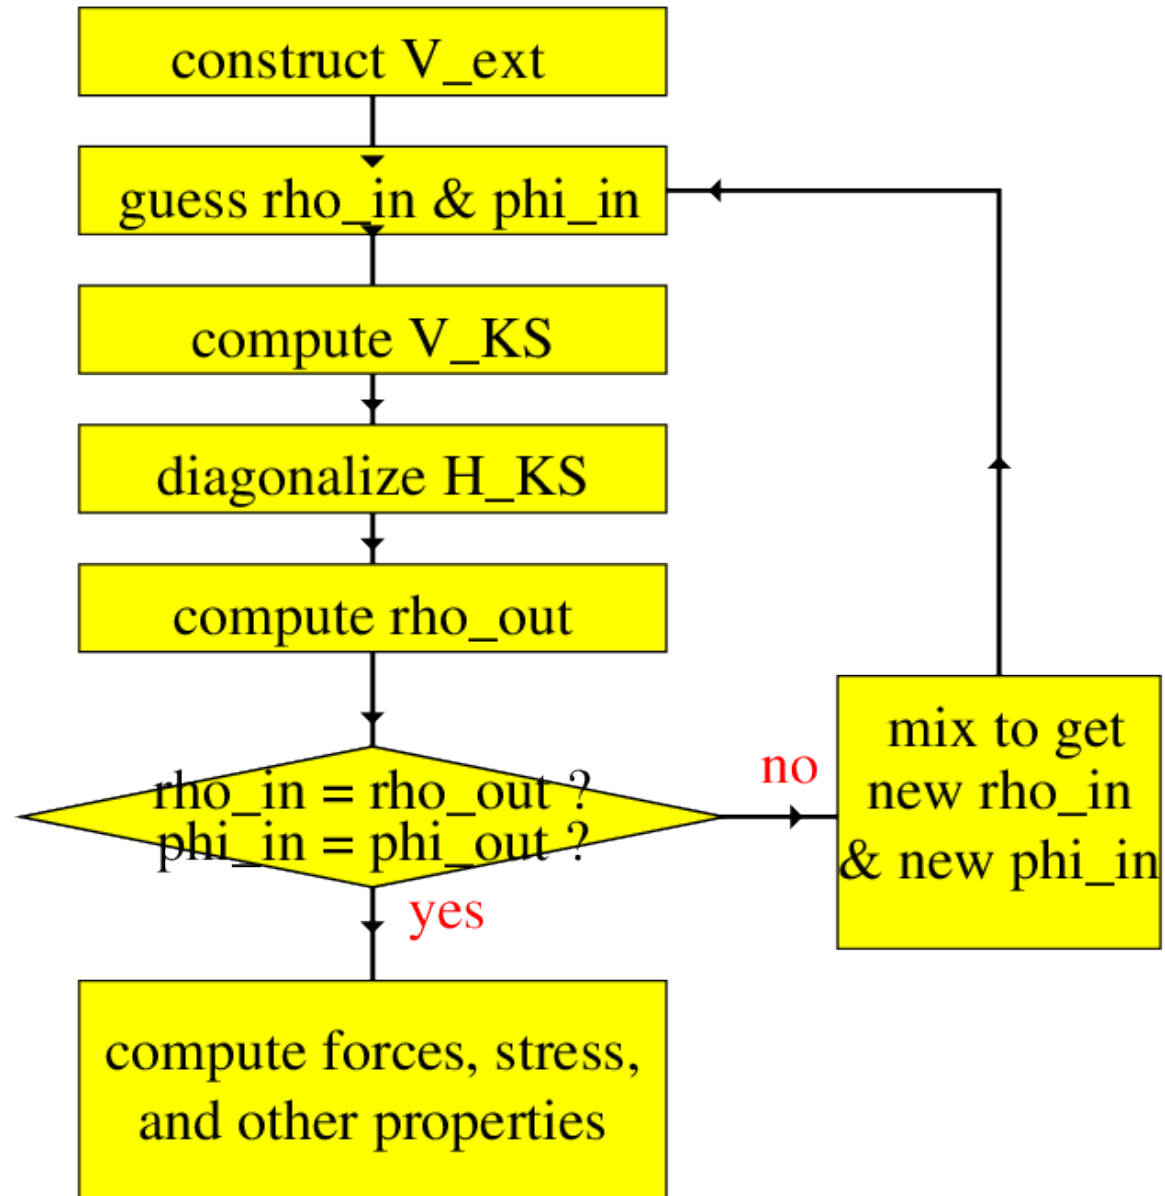 construct V_ext
guess rho_in & phi_in
compute V_KS
diagonalize H_KS
compute rho_out
rho_in = rho_out ?
phi_in = phi_out ?
no
mix to get
new rho_in
& new phi_in
yes
compute forces, stress,
and other properties